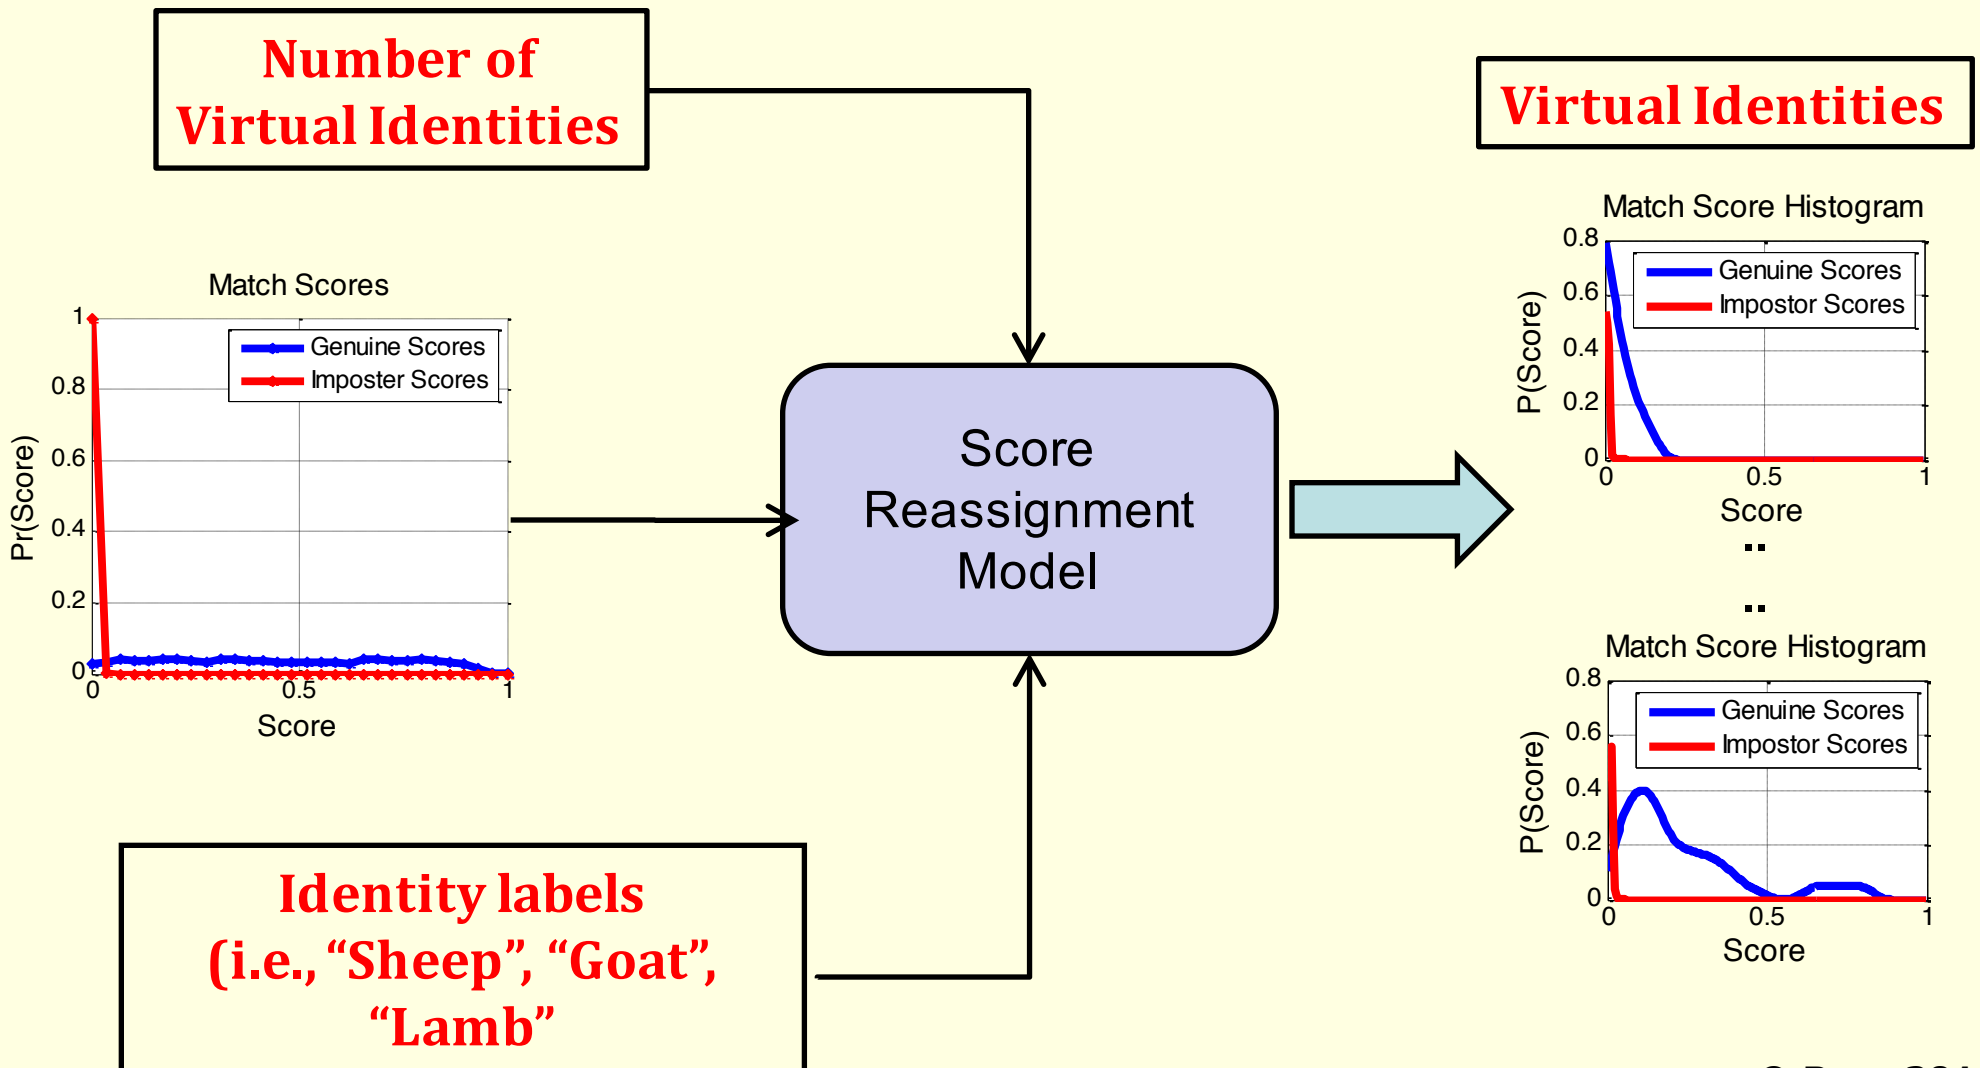 Number of
Virtual Identities
Virtual Identities
Match Scores
1
0.8
0.6
0.4
0.2
0
0
0.5
1
Pr(Score)
Score
Genuine Scores
Imposter Scores
Score
Reassignment
Model
Match Score Histogram
0.8
0.6
0.4
0.2
0
0
0.5
1
P(Score)
Score
Genuine Scores
Impostor Scores
..
..
Match Score Histogram
0.8
0.6
0.4
0.2
0
0
0.5
1
P(Score)
Score
Genuine Scores
Impostor Scores
Identity labels
(i.e., “Sheep”, “Goat”,
“Lamb”